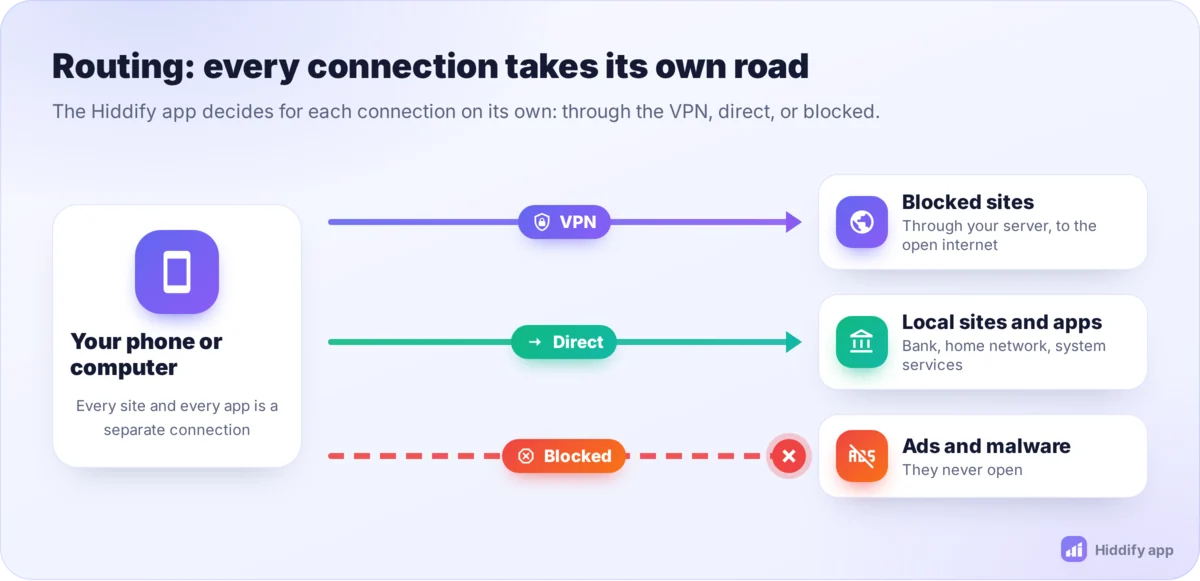 Routing: every connection takes its own road
The Hiddify app decides for each connection on its own: through the VPN, direct, or blocked.
Your phone or
computer
Every site and every app is a
separate connection
VPN
Blocked sites
Through your server, to the
open internet
Direct
Local sites and apps
Bank, home network, system
services
Blocked
ADS
Ads and malware
They never open
Hiddify app